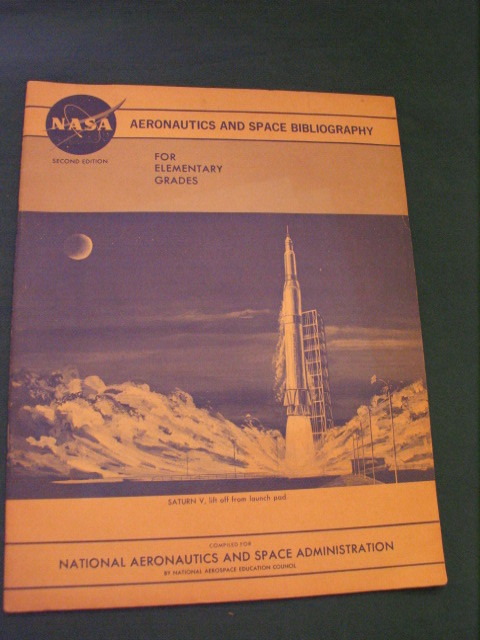 NASA
SECOND EDITION
AERONAUTICS AND SPACE BIBLIOGRAPHY
FOR
ELEMENTARY
GRADES
SATURN V, lift off from launch pad.
COMPILED FOR
NATIONAL AERONAUTICS AND SPACE ADMINISTRATION
BY NATIONAL AEROSPACE EDUCATION COUNCIL